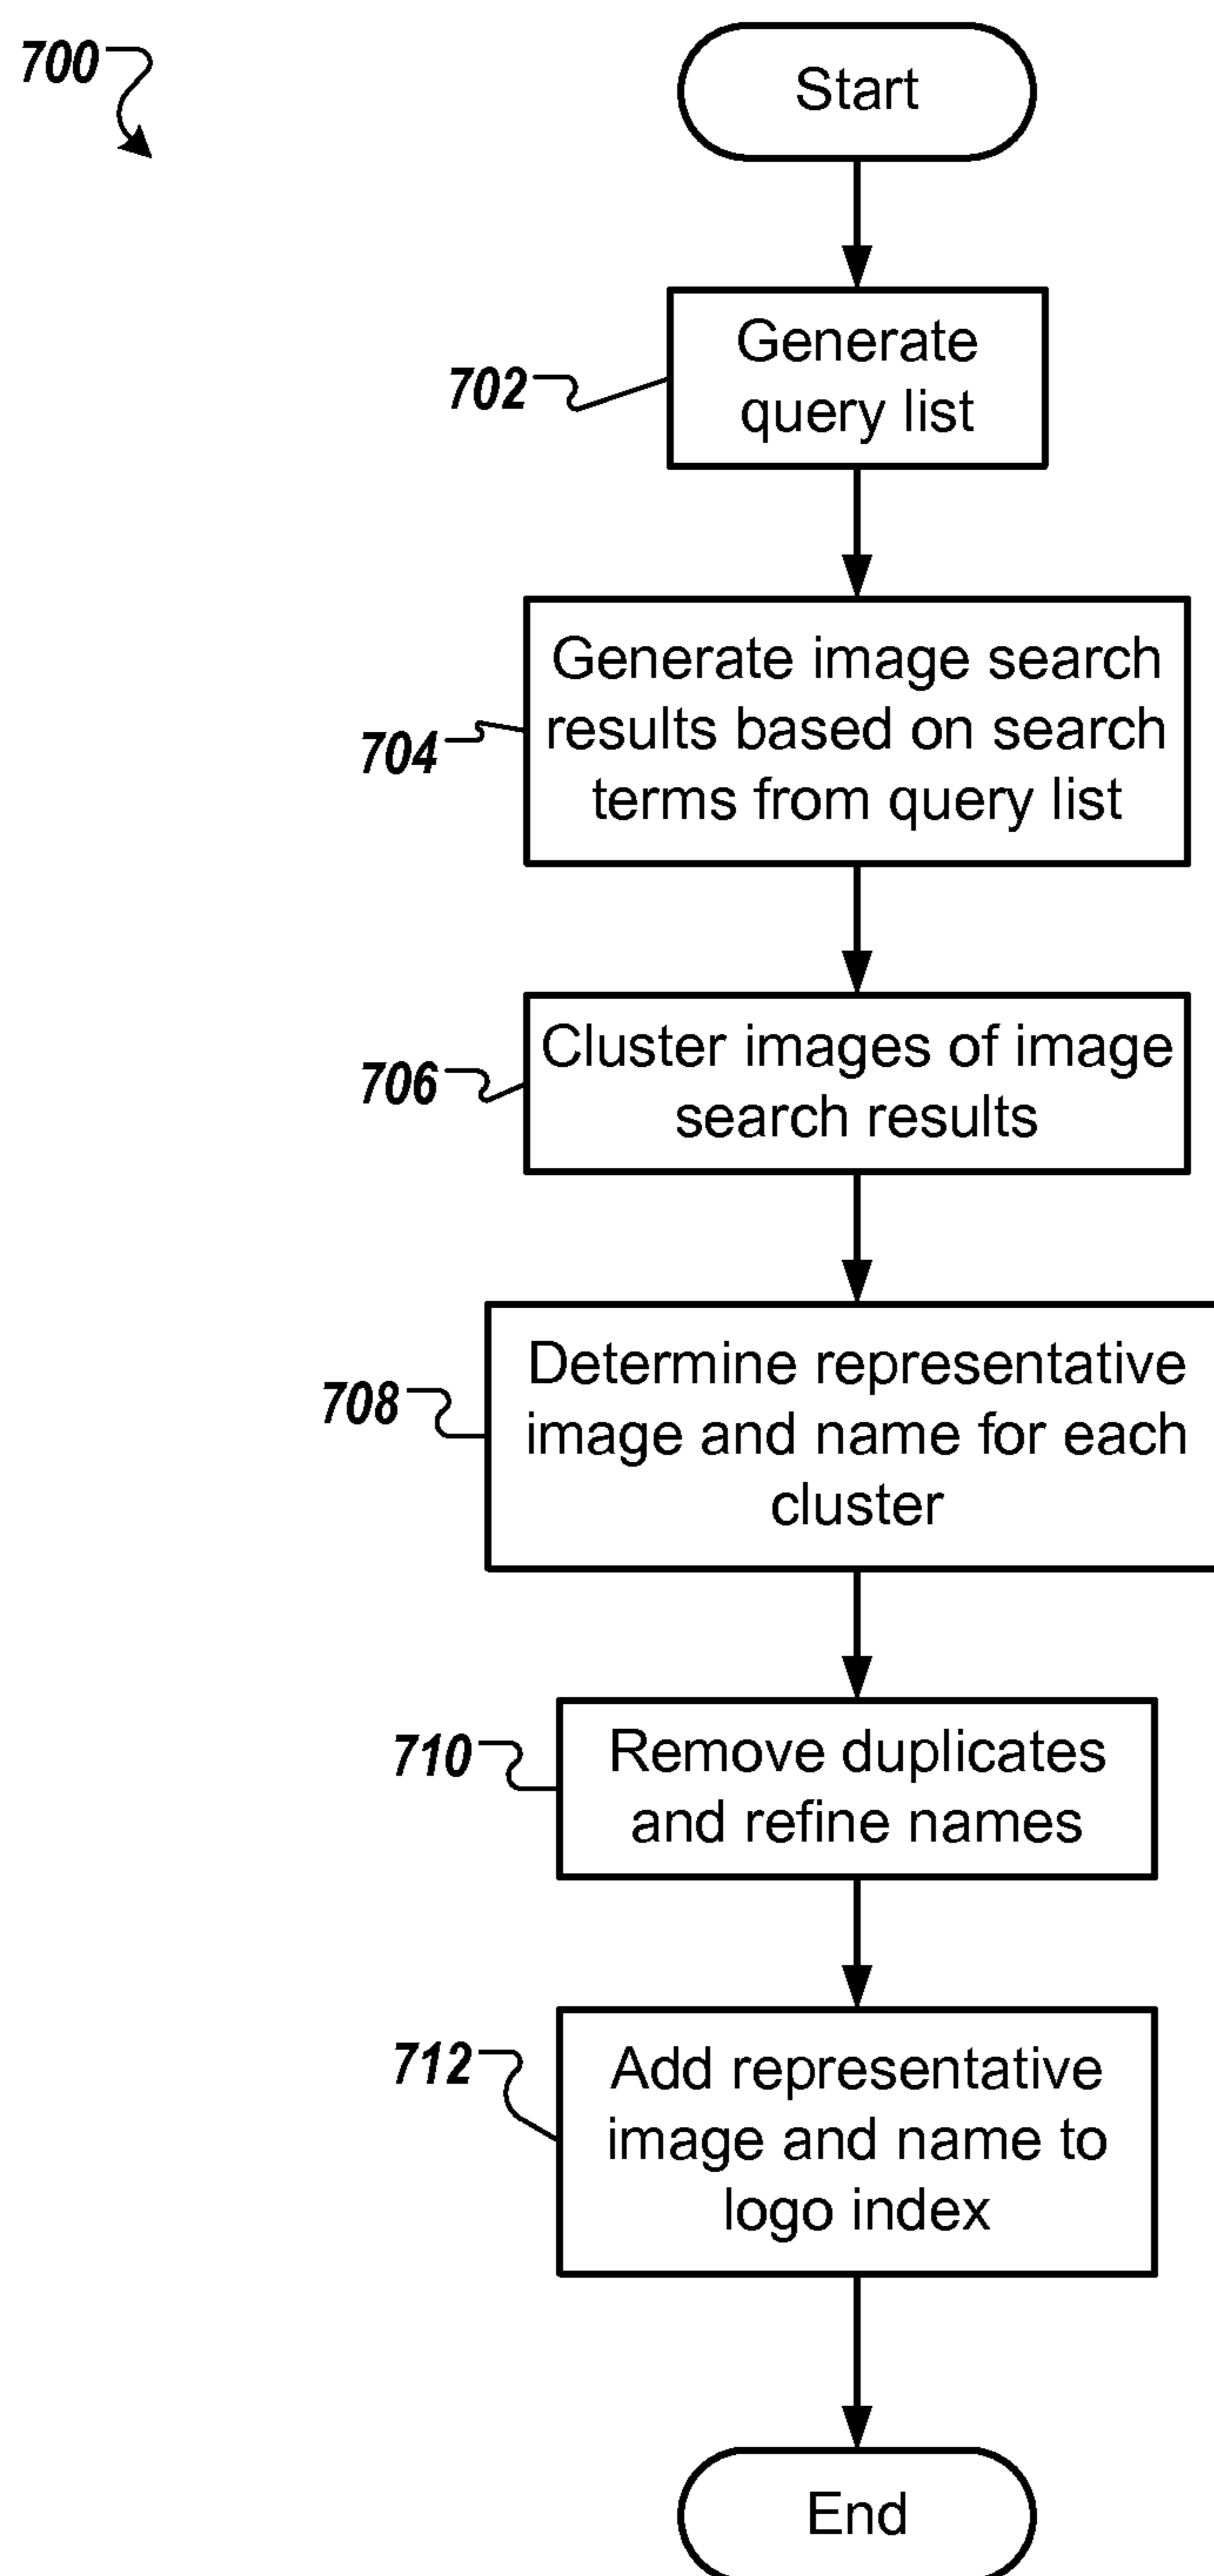 700
Start
702
Generate
query list
704
Generate image search
results based on search
terms from query list
706
Cluster images of image
search results
708
Determine representative
image and name for each
cluster
710
Remove duplicates
and refine names
712
Add representative
image and name to
logo index
End